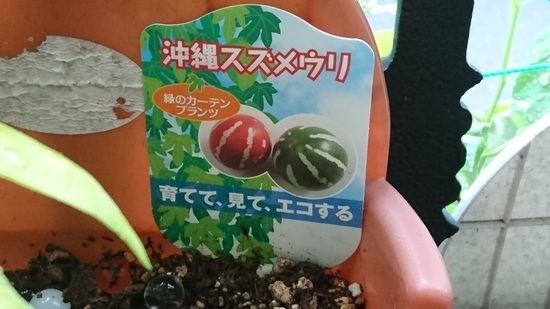 沖縄スズメウリ
緑のカーテン
プランツ
育てて、見て、エコする